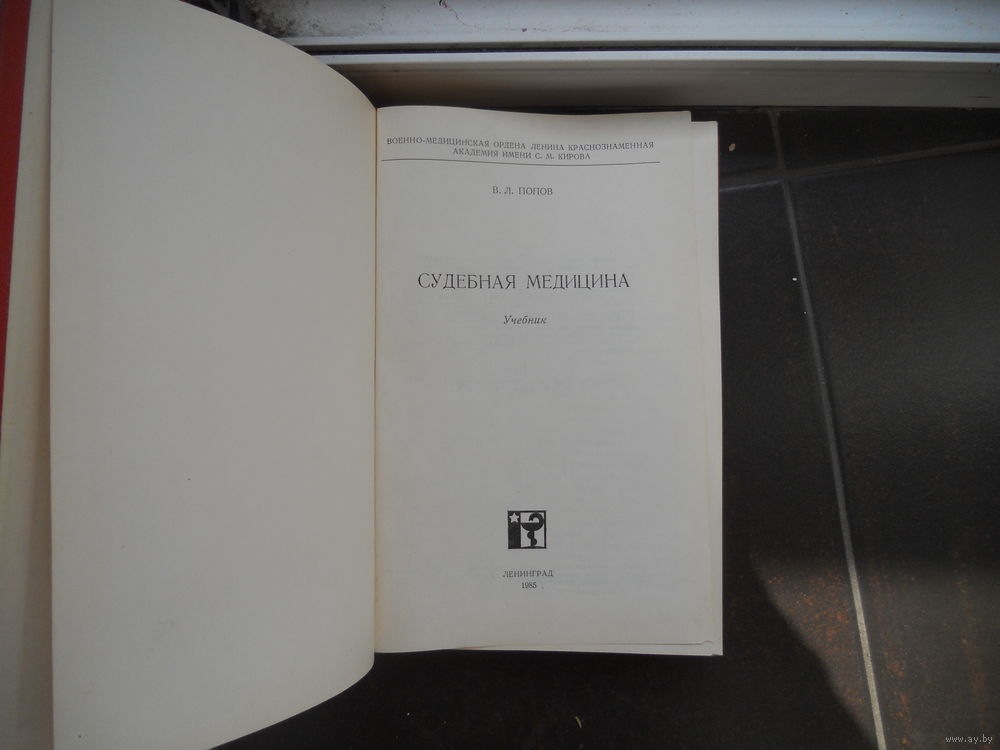 ВОЕННО-МЕДИЦИНСКАЯ ОРДЕНА ЛЕНИНА КРАСНОЗНАМЕННАЯ
АКАДЕМИЯ ИМЕНИ С. М. КИРОВА
В. Л. ПОПОВ
СУДЕБНАЯ МЕДИЦИНА
Учебник
ЛЕНИНГРАД
1985
www.ay.by